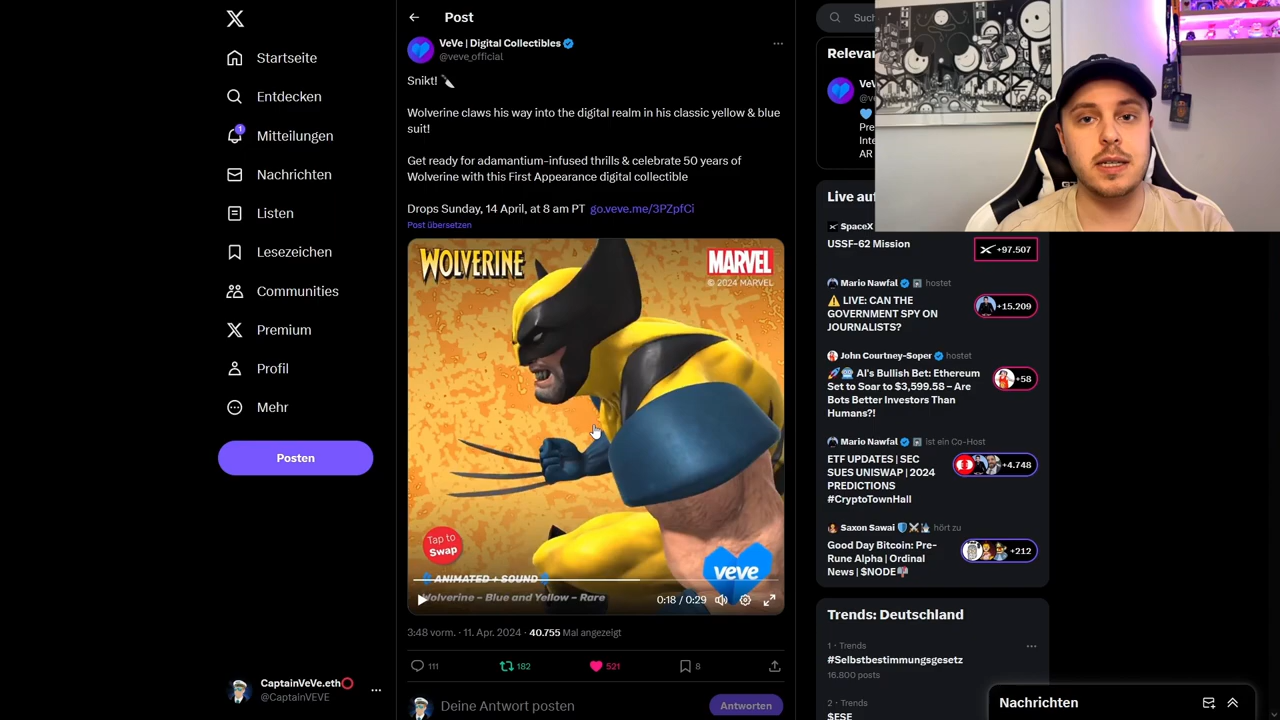 Post
VeVe | Digital Collectibles
@veve_official
Snikt!
Wolverine claws his way into the digital realm in his classic yellow & blue
suit!
Get ready for adamantium-infused thrills & celebrate 50 years of
Wolverine with this First Appearance digital collectible
Drops Sunday, 14 April, at 8 am PT go.veve.me/3PZpfCi
Post übersetzen
WOLVERINE
MARVEL
© 2024 MARVEL
Tap to
Swap
veve
ANIMATED + SOUND
Wolverine – Blue and Yellow – Rare
0:18 / 0:29
3:48 vorm. · 11. Apr. 2024 · 40.755 Mal angezeigt
111
182
521
8
Deine Antwort posten
Antworten
Startseite
Entdecken
1
Mitteilungen
Nachrichten
Listen
Lesezeichen
Communities
Premium
Profil
Mehr
Posten
CaptainVeVe.eth
@CaptainVEVE
Such
Relevan
VeV
@ve
Pre
Inte
AR
Live auf
SpaceX
USSF-62 Mission
+97.507
Mario Nawfal hostet
LIVE: CAN THE
GOVERNMENT SPY ON
JOURNALISTS?
+15.209
John Courtney-Soper hostet
AI's Bullish Bet: Ethereum
Set to Soar to $3,599.58 – Are
Bots Better Investors Than
Humans?!
+58
Mario Nawfal ist ein Co-Host
ETF UPDATES | SEC
SUES UNISWAP | 2024
PREDICTIONS
#CryptoTownHall
+4.748
Saxon Sawai hört zu
Good Day Bitcoin: Pre-
Rune Alpha | Ordinal
News | $NODE
+212
Trends: Deutschland
1 · Trends
#Selbstbestimmungsgesetz
16.800 posts
2 · Trends
$ESE
Nachrichten